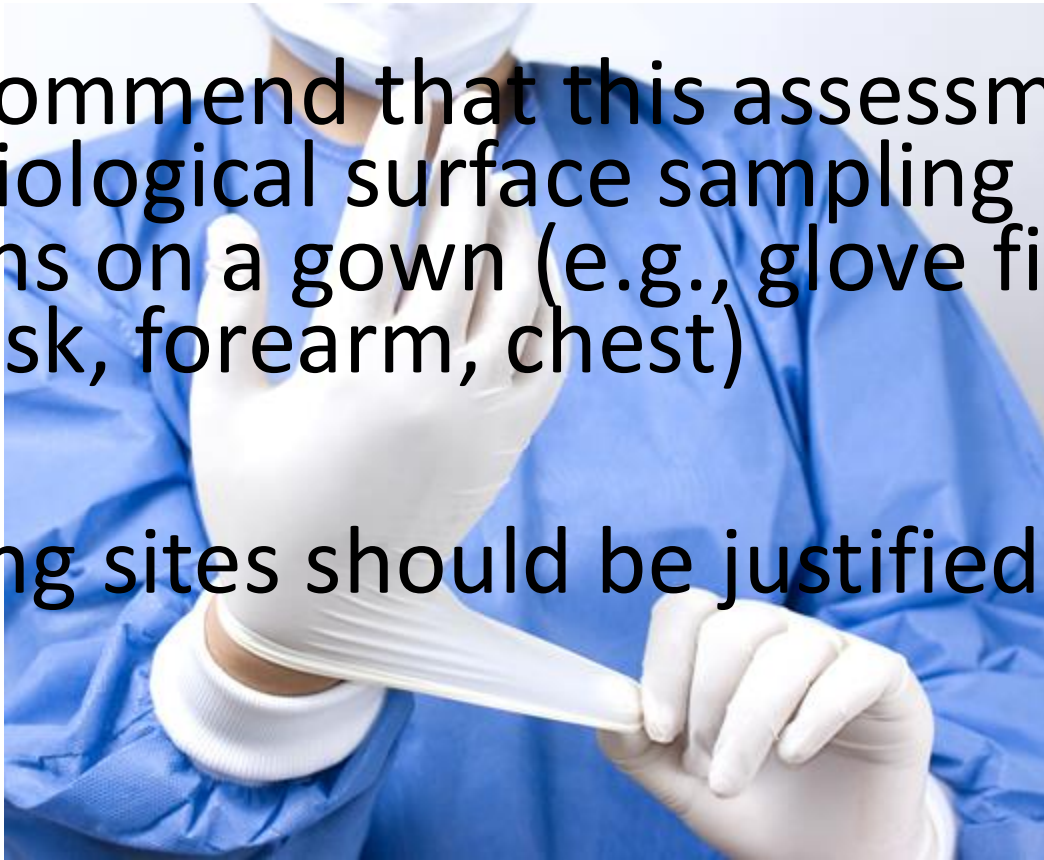 ommend that this assessm
iological surface sampling
ns on a gown (e.g., glove fi
sk, forearm, chest)
ng sites should be justified